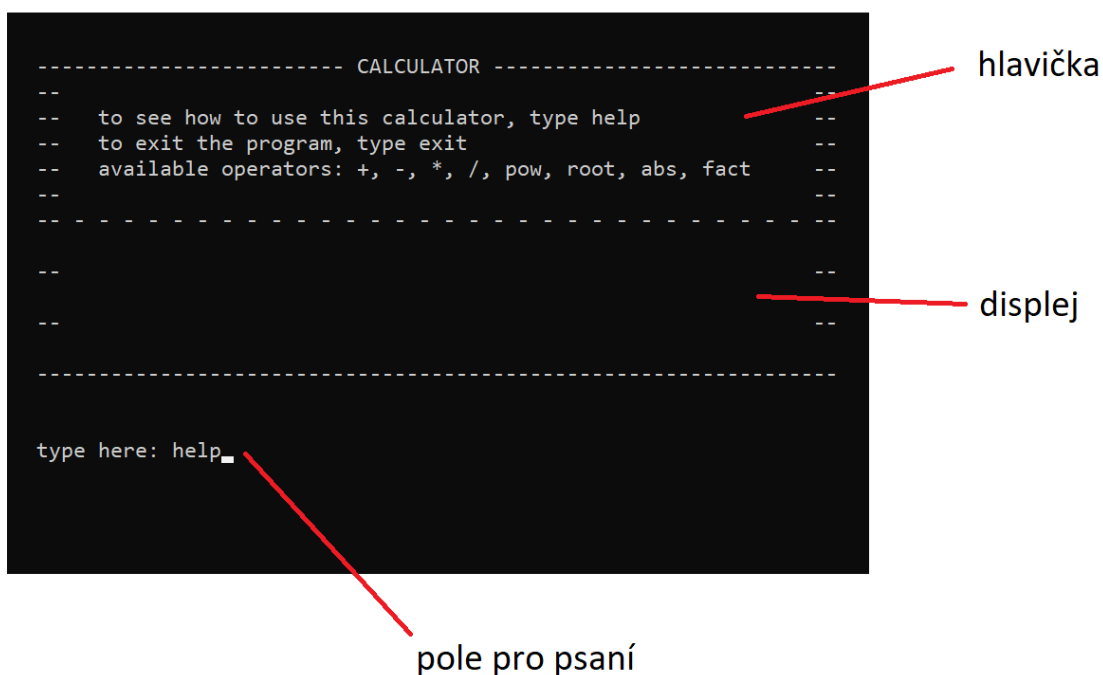 ------------------------- CALCULATOR ----------------------------
-- --
-- to see how to use this calculator, type help --
-- to exit the program, type exit --
-- available operators: +, -, *, /, pow, root, abs, fact --
-- --
-- - - - - - - - - - - - - - - - - - - - - - - - - - - - - - - --
-- --
-- --
-----------------------------------------------------------------
type here: help
hlavička
displej
pole pro psaní